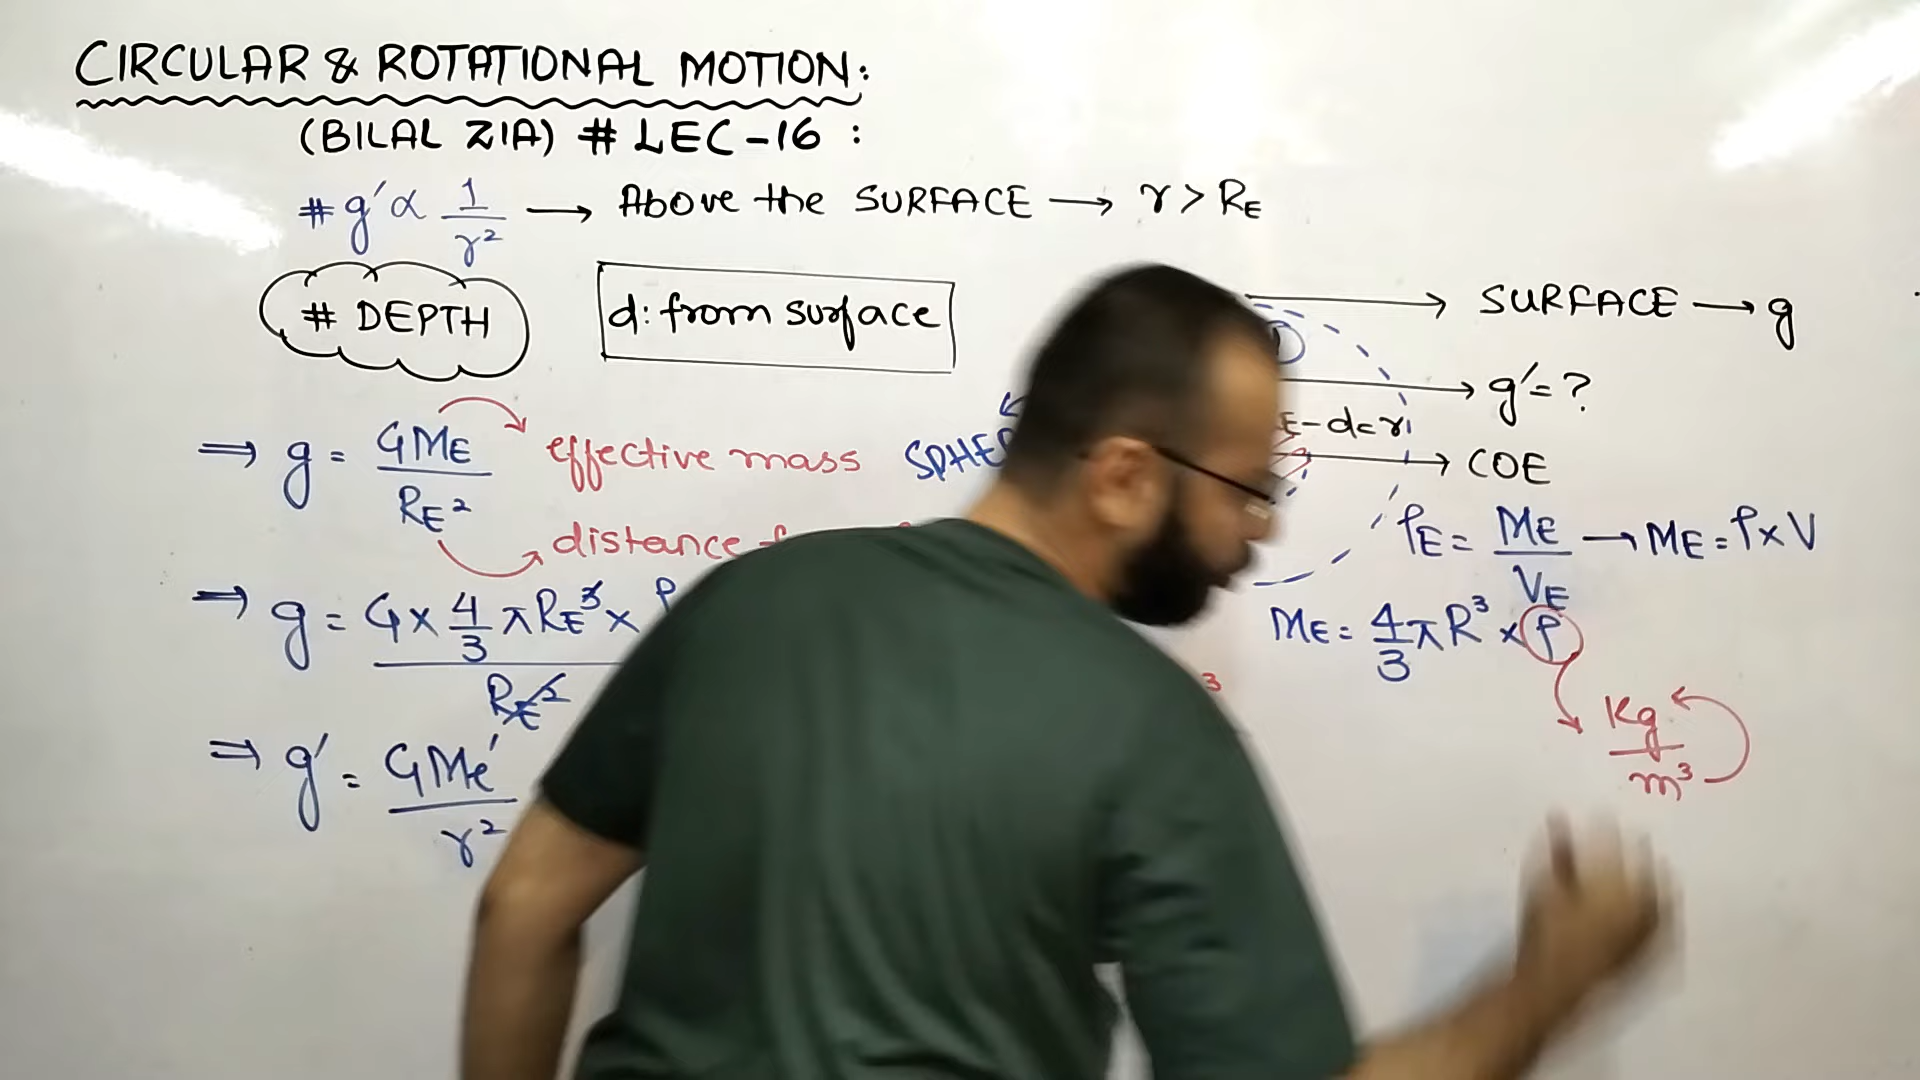 CIRCULAR & ROTATIONAL MOTION:
(BILAL ZIA) # LEC-16 :
# g′ ∝ 1/r² → Above the SURFACE → r > RE
# DEPTH
d: from surface
→ SURFACE → g
→ g′ = ?
E-d=r
→ COE
⇒ g = GME/RE²
effective mass
distance
ρE = ME/VE → ME = ρ×V
ME = 4/3 πR³ × ρ
Kg/m³
⇒ g = G × 4/3 πRE³ × ρ / RE²
3
⇒ g′ = GMe′/r²